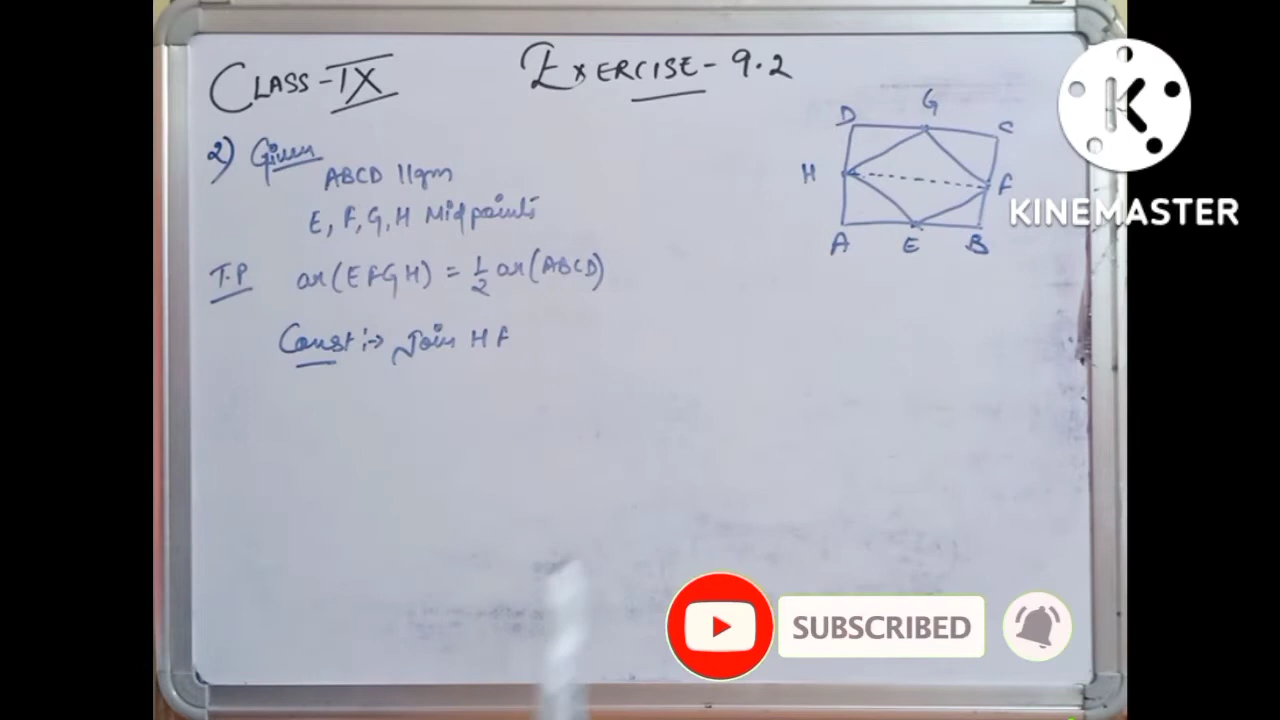 CLASS-IX
EXERCISE-9.2
2) Given
ABCD ||gm
E, F, G, H Midpoints
T.P ar(EFGH) = 1/2 ar(ABCD)
Const :-> Join HF
D G C
H F
A E B
K
KINEMASTER
SUBSCRIBED